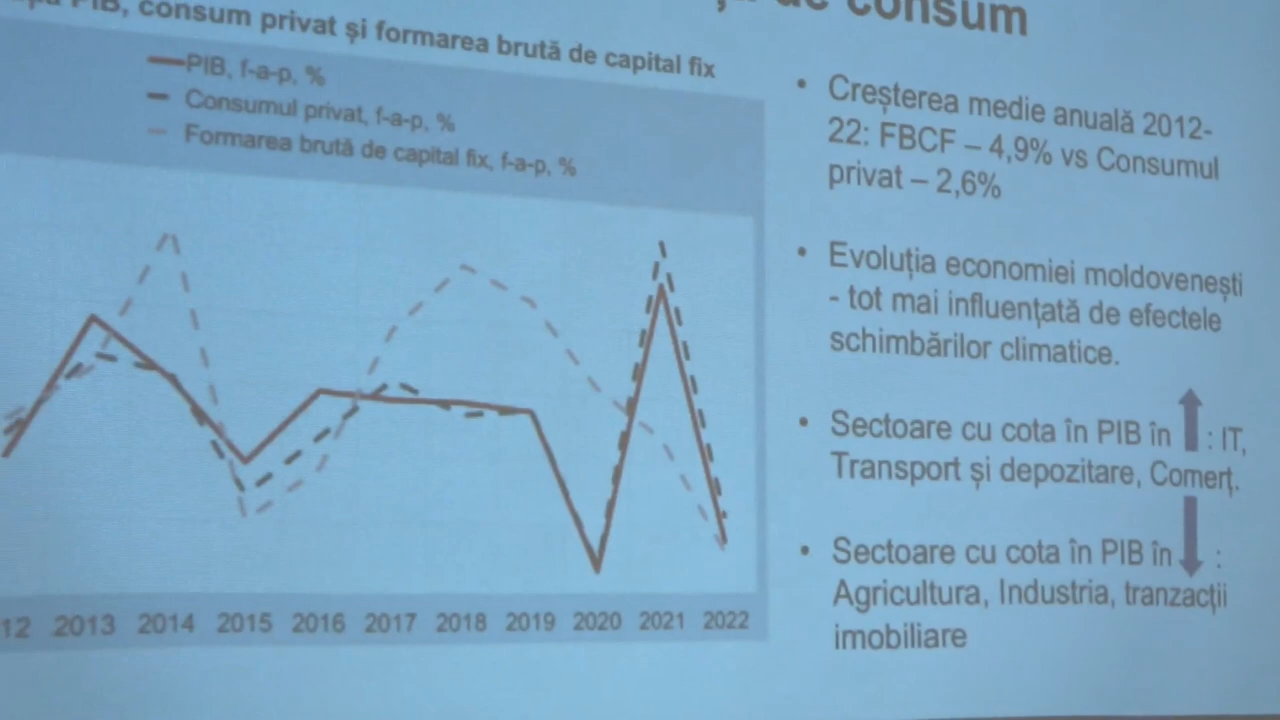 de consum
PIB, consum privat și formarea brută de capital fix
PIB, f-a-p, %
Consumul privat, f-a-p, %
Formarea brută de capital fix, f-a-p, %
12 2013 2014 2015 2016 2017 2018 2019 2020 2021 2022
• Creșterea medie anuală 2012-
22: FBCF – 4,9% vs Consumul
privat – 2,6%
• Evoluția economiei moldovenești
- tot mai influențată de efectele
schimbărilor climatice.
• Sectoare cu cota în PIB în : IT,
Transport și depozitare, Comerț.
• Sectoare cu cota în PIB în :
Agricultura, Industria, tranzacții
imobiliare